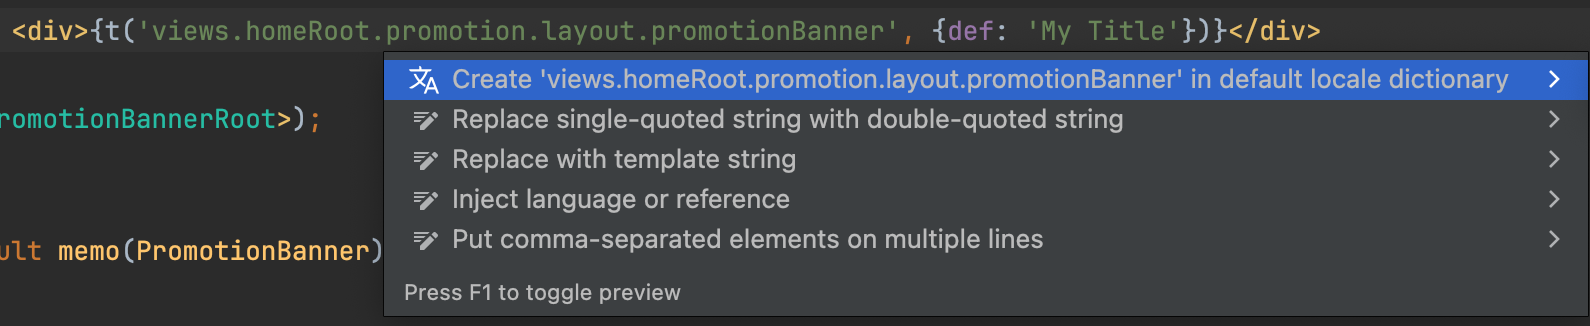 <div>{t('views.homeRoot.promotion.layout.promotionBanner', {def: 'My Title'})}</div>
Create 'views.homeRoot.promotion.layout.promotionBanner' in default locale dictionary
romotionBannerRoot>);
Replace single-quoted string with double-quoted string
Replace with template string
Inject language or reference
ult memo(PromotionBanner)
Put comma-separated elements on multiple lines
Press F1 to toggle preview